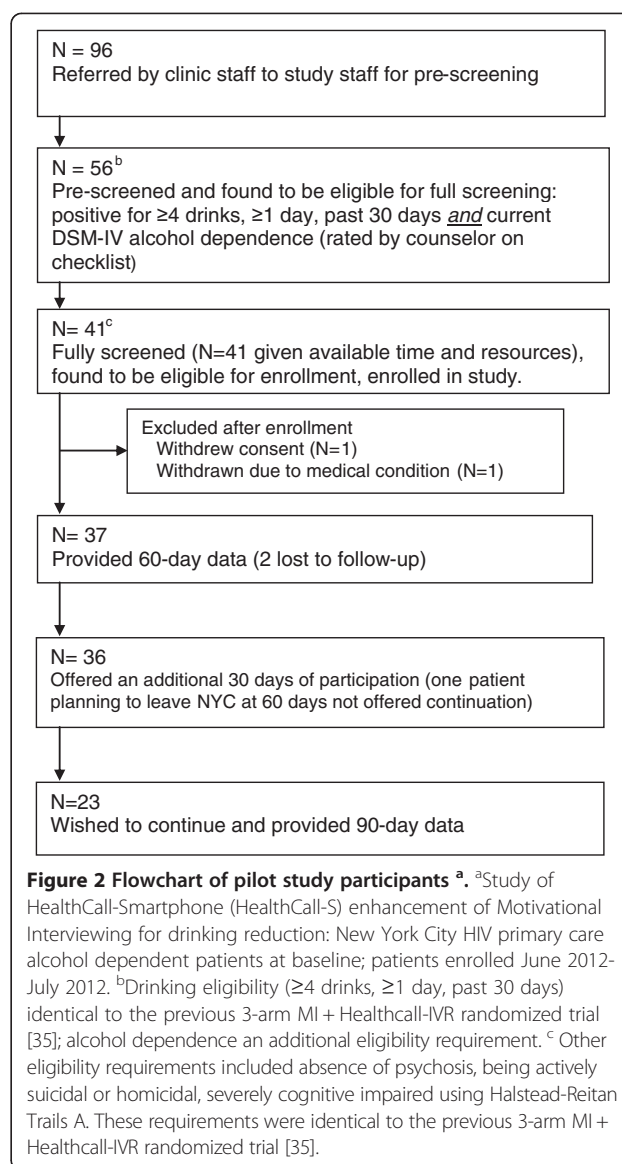 N = 96
Referred by clinic staff to study staff for pre-screening
N = 56b
Pre-screened and found to be eligible for full screening:
positive for ≥4 drinks, ≥1 day, past 30 days and current
DSM-IV alcohol dependence (rated by counselor on
checklist)
N= 41c
Fully screened (N=41 given available time and resources),
found to be eligible for enrollment, enrolled in study.
Excluded after enrollment
Withdrew consent (N=1)
Withdrawn due to medical condition (N=1)
N= 37
Provided 60-day data (2 lost to follow-up)
N= 36
Offered an additional 30 days of participation (one patient
planning to leave NYC at 60 days not offered continuation)
N=23
Wished to continue and provided 90-day data
Figure 2 Flowchart of pilot study participants a. aStudy of
HealthCall-Smartphone (HealthCall-S) enhancement of Motivational
Interviewing for drinking reduction: New York City HIV primary care
alcohol dependent patients at baseline; patients enrolled June 2012-
July 2012. bDrinking eligibility (≥4 drinks, ≥1 day, past 30 days)
identical to the previous 3-arm MI + Healthcall-IVR randomized trial
[35]; alcohol dependence an additional eligibility requirement. c Other
eligibility requirements included absence of psychosis, being actively
suicidal or homicidal, severely cognitive impaired using Halstead-Reitan
Trails A. These requirements were identical to the previous 3-arm MI +
Healthcall-IVR randomized trial [35].